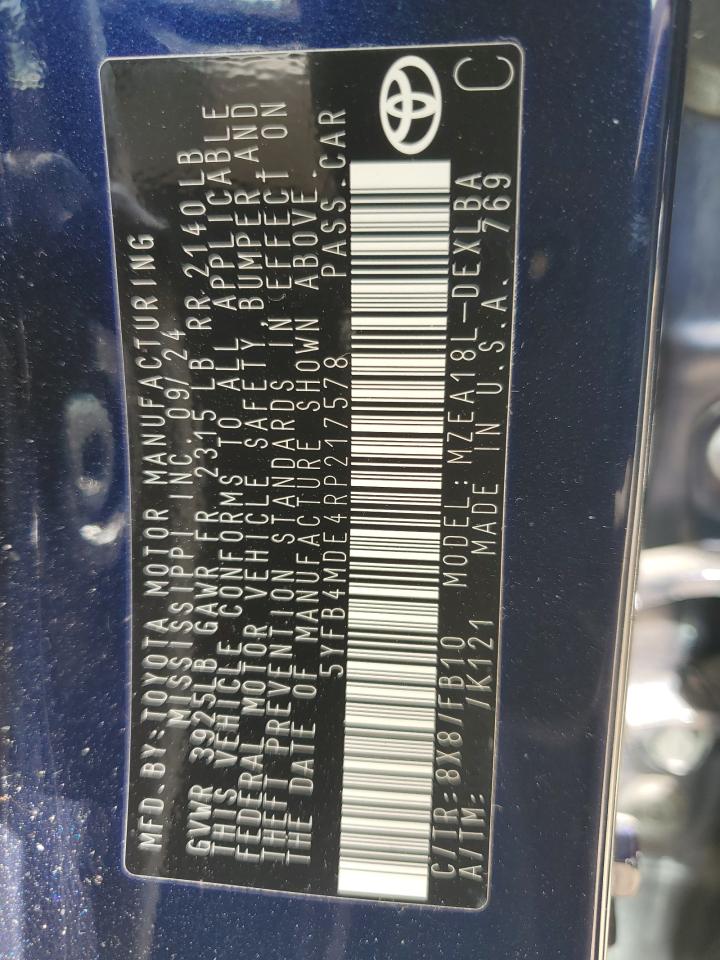 MFD.BY:TOYOTA MOTOR MANUFACTURING
MISSISSIPPI INC. 09/24
GVWR 3925LB GAWR FR 2315 LB RR 2140LB
THIS VEHICLE CONFORMS TO ALL APPLICABLE
FEDERAL MOTOR VEHICLE SAFETY, BUMPER AND
THEFT PREVENTION STANDARDS IN EFFECT ON
THE DATE OF MANUFACTURE SHOWN ABOVE.
5YFB4MDE4RP217578 PASS.CAR
C/TR:8X8/FB10 MODEL:MZEA18L-DEXLBA
A/TM: /K121 MADE IN U.S.A. 769
C